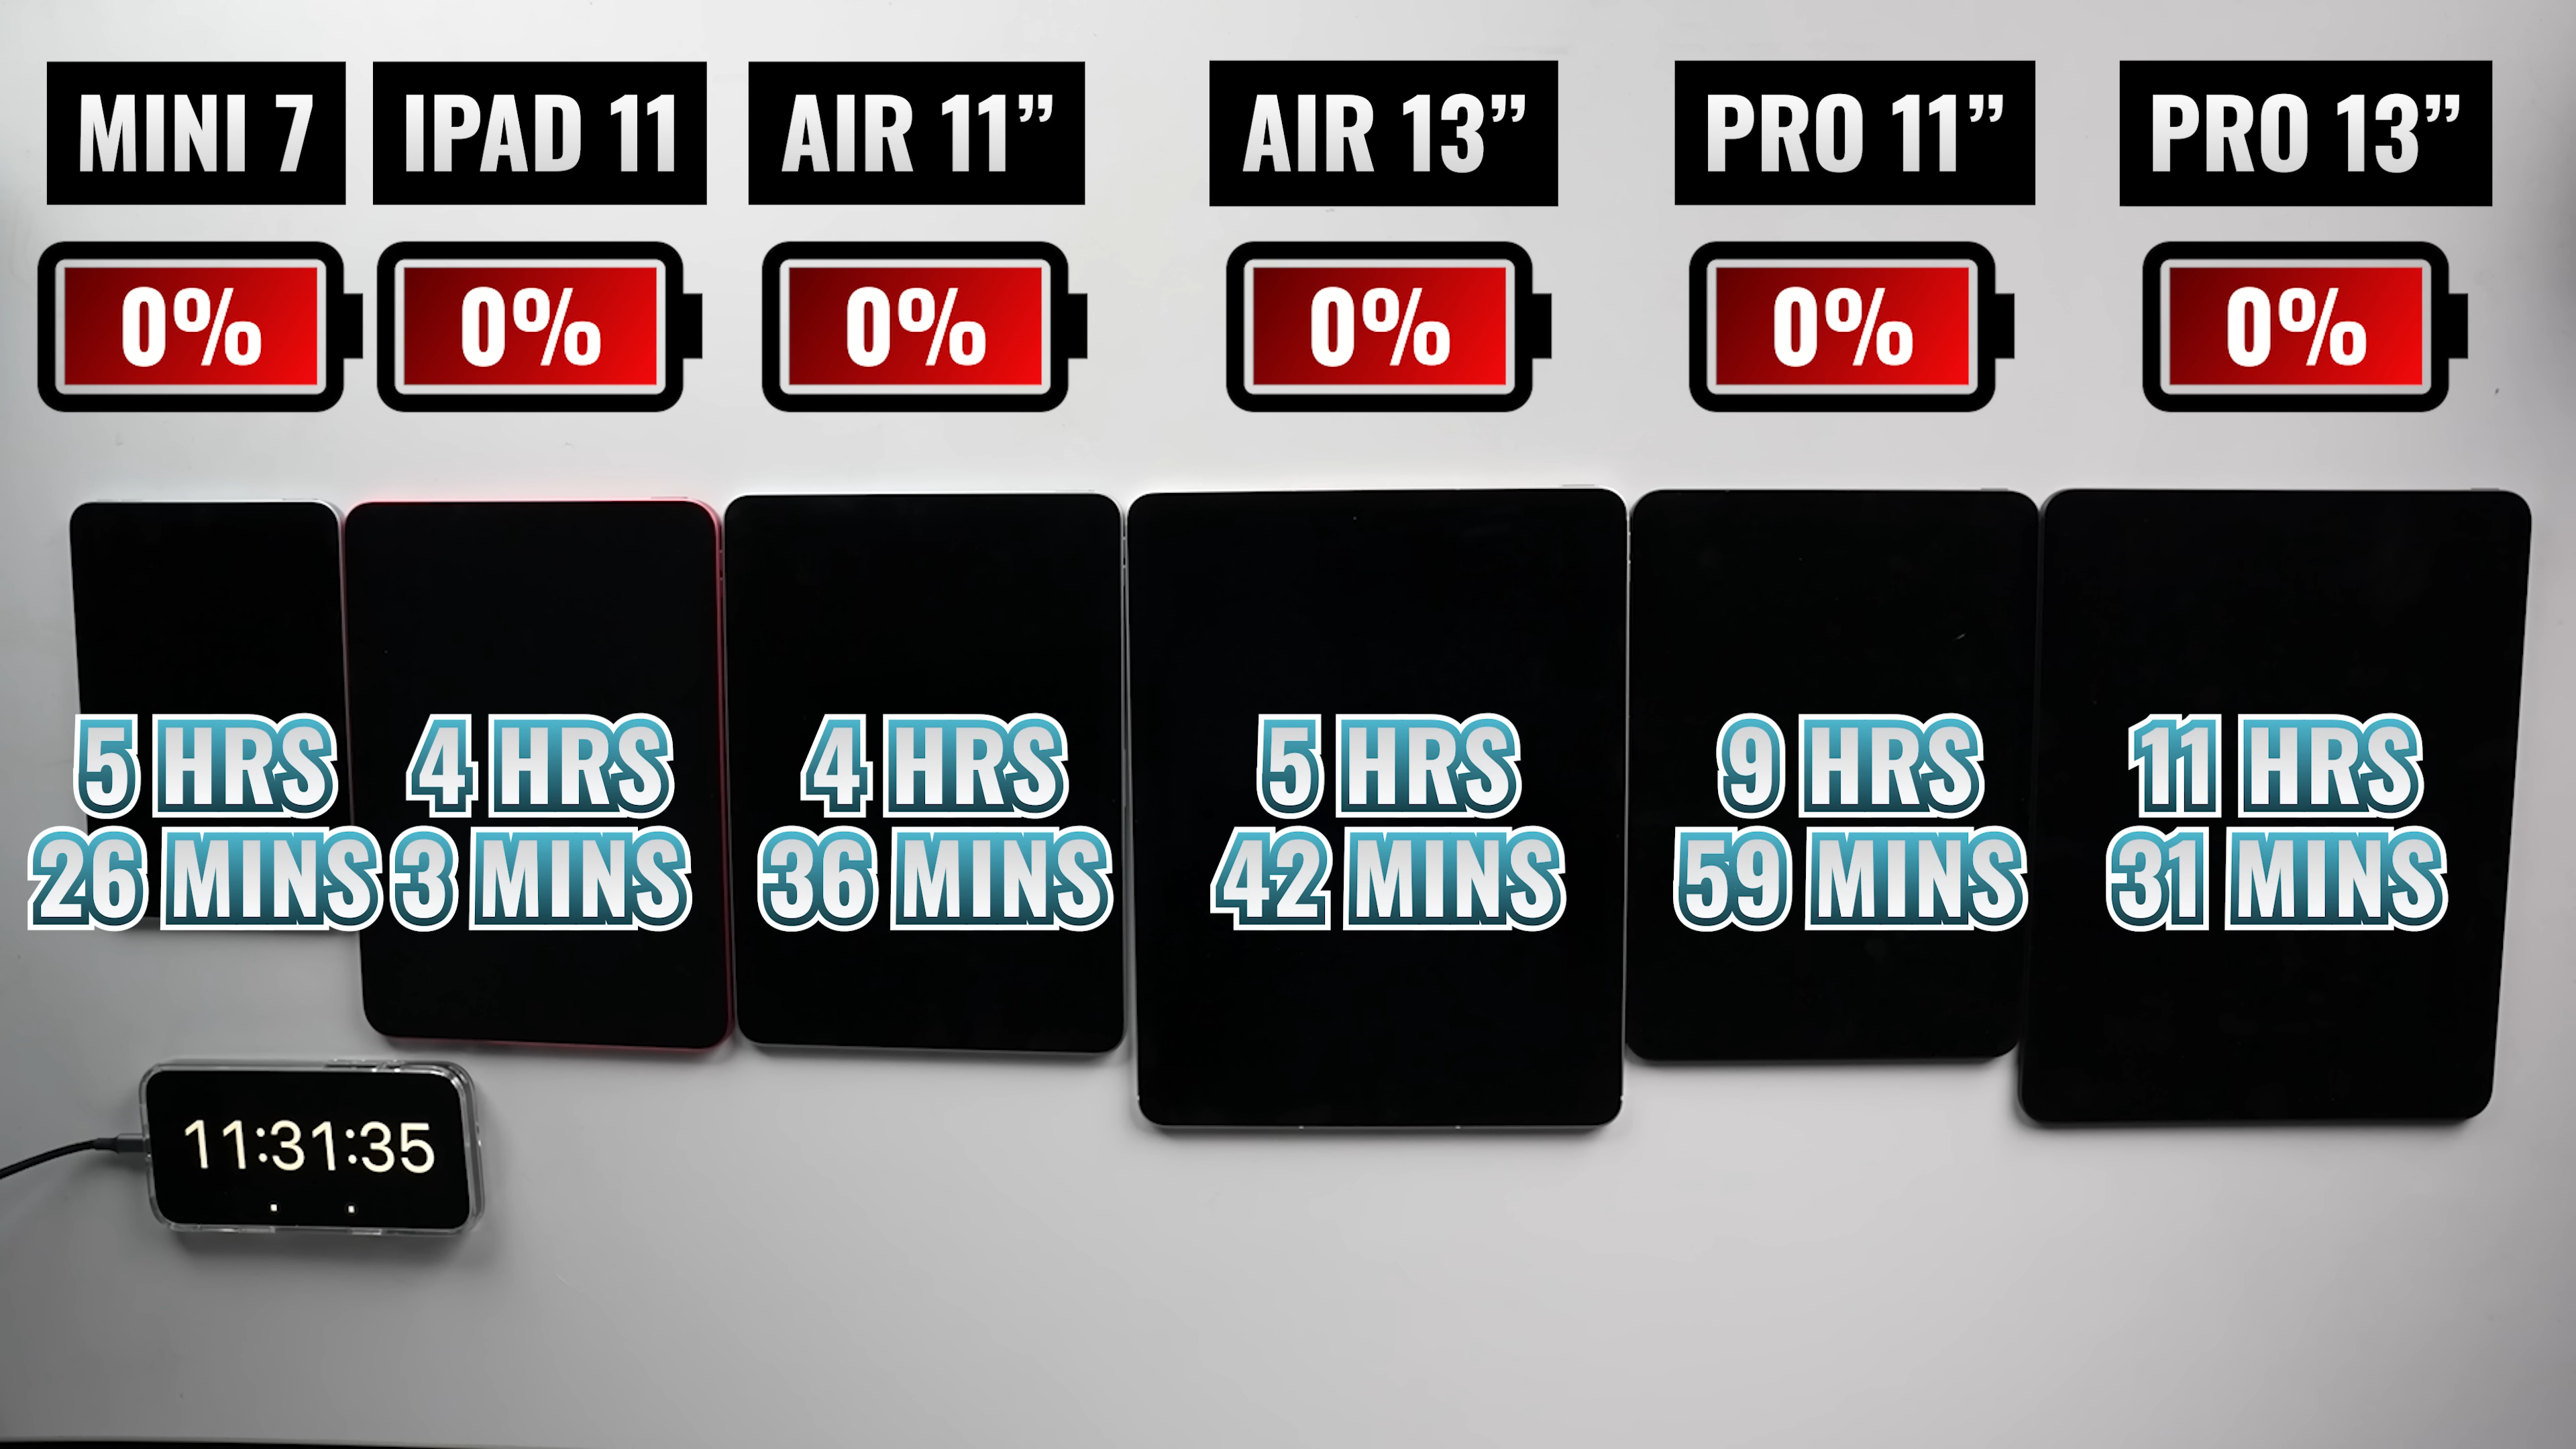 MINI 7
IPAD 11
AIR 11”
AIR 13”
PRO 11”
PRO 13”
0%
0%
0%
0%
0%
0%
5 HRS
26 MINS
4 HRS
3 MINS
4 HRS
36 MINS
5 HRS
42 MINS
9 HRS
59 MINS
11 HRS
31 MINS
11:31:35